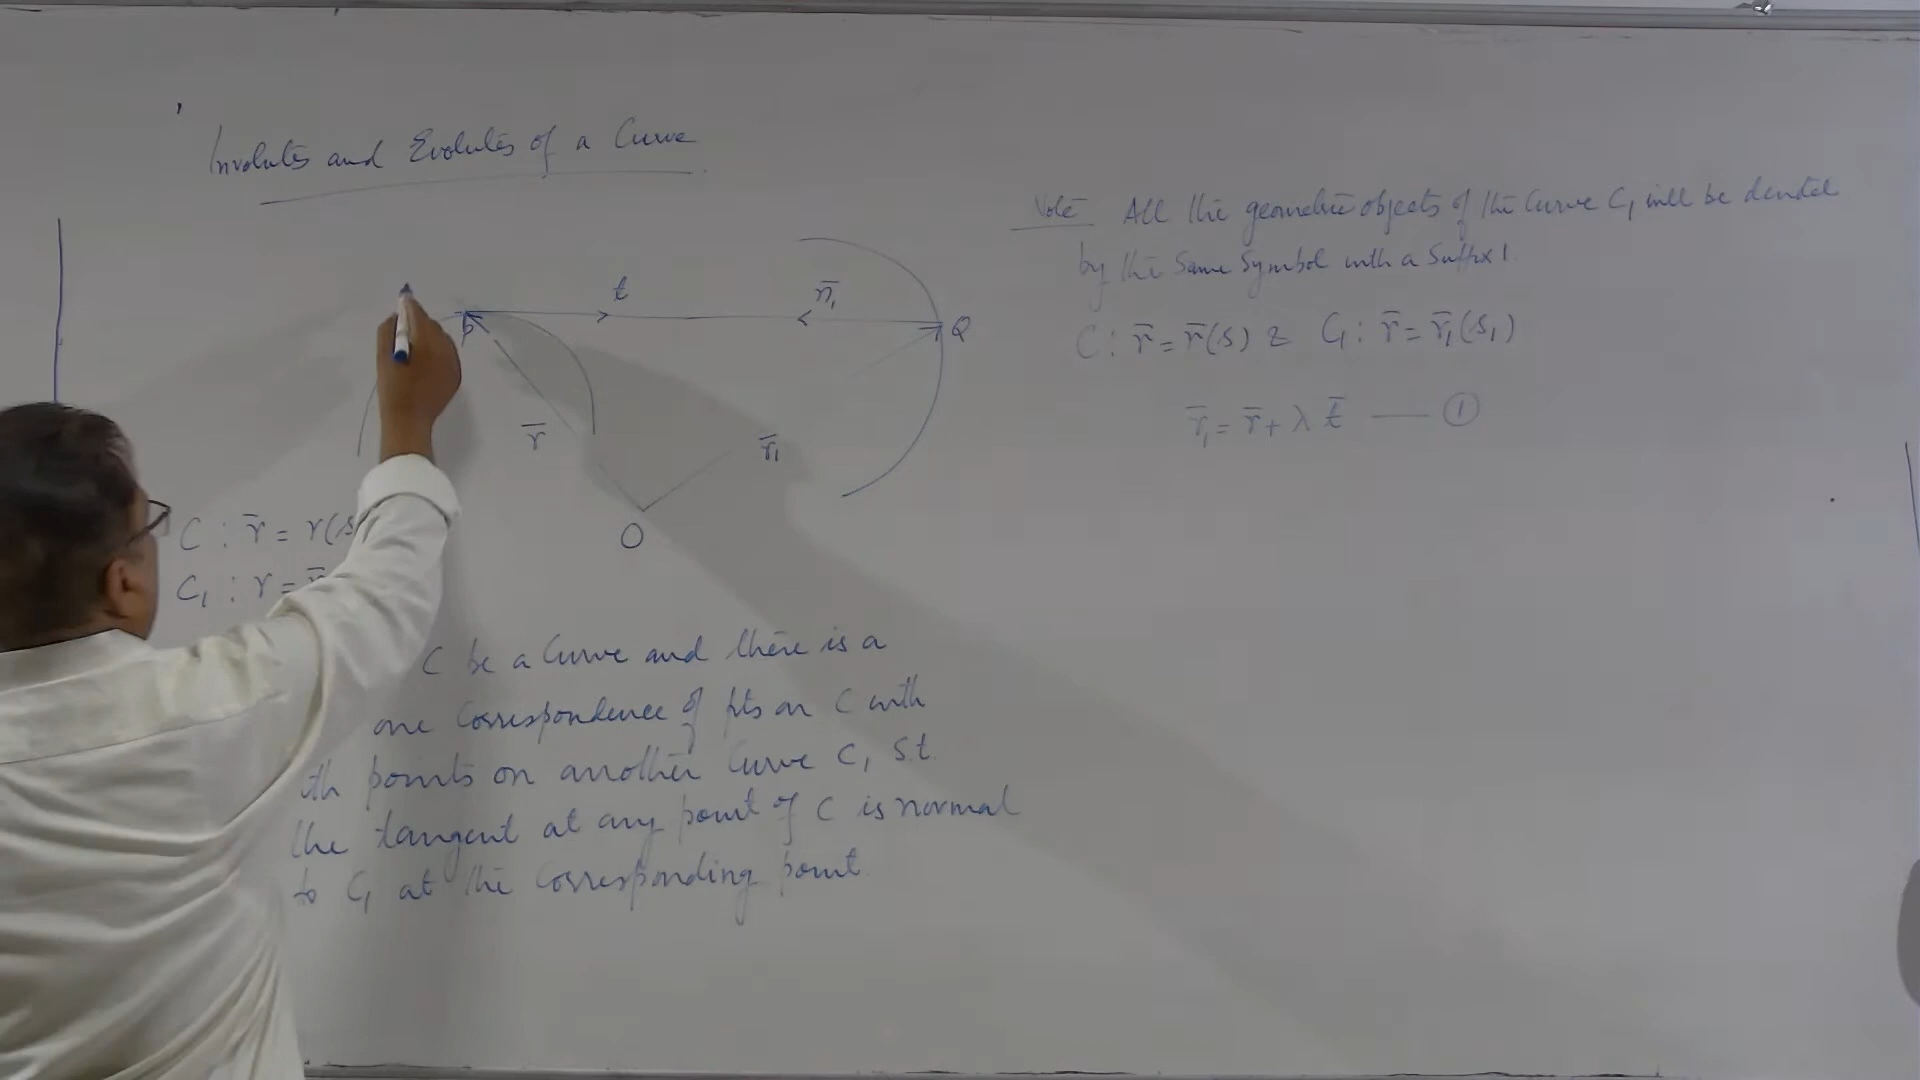 Involutes and Evolutes of a Curve
t
n̄₁
P
Q
r̄
r̄₁
O
C : r̄ = r(s
C₁ : r = r̄
C be a Curve and there is a
one Correspondence of pts on C with
th points on another Curve C₁ s.t.
the tangent at any point of C is normal
to C₁ at the Corresponding point.
Note All the geometric objects of the Curve C₁ will be denoted
by the Same Symbol with a Suffix 1.
C : r̄ = r̄(s) & C₁ : r̄ = r̄₁(s₁)
r̄₁ = r̄ + λ t̄ — ①